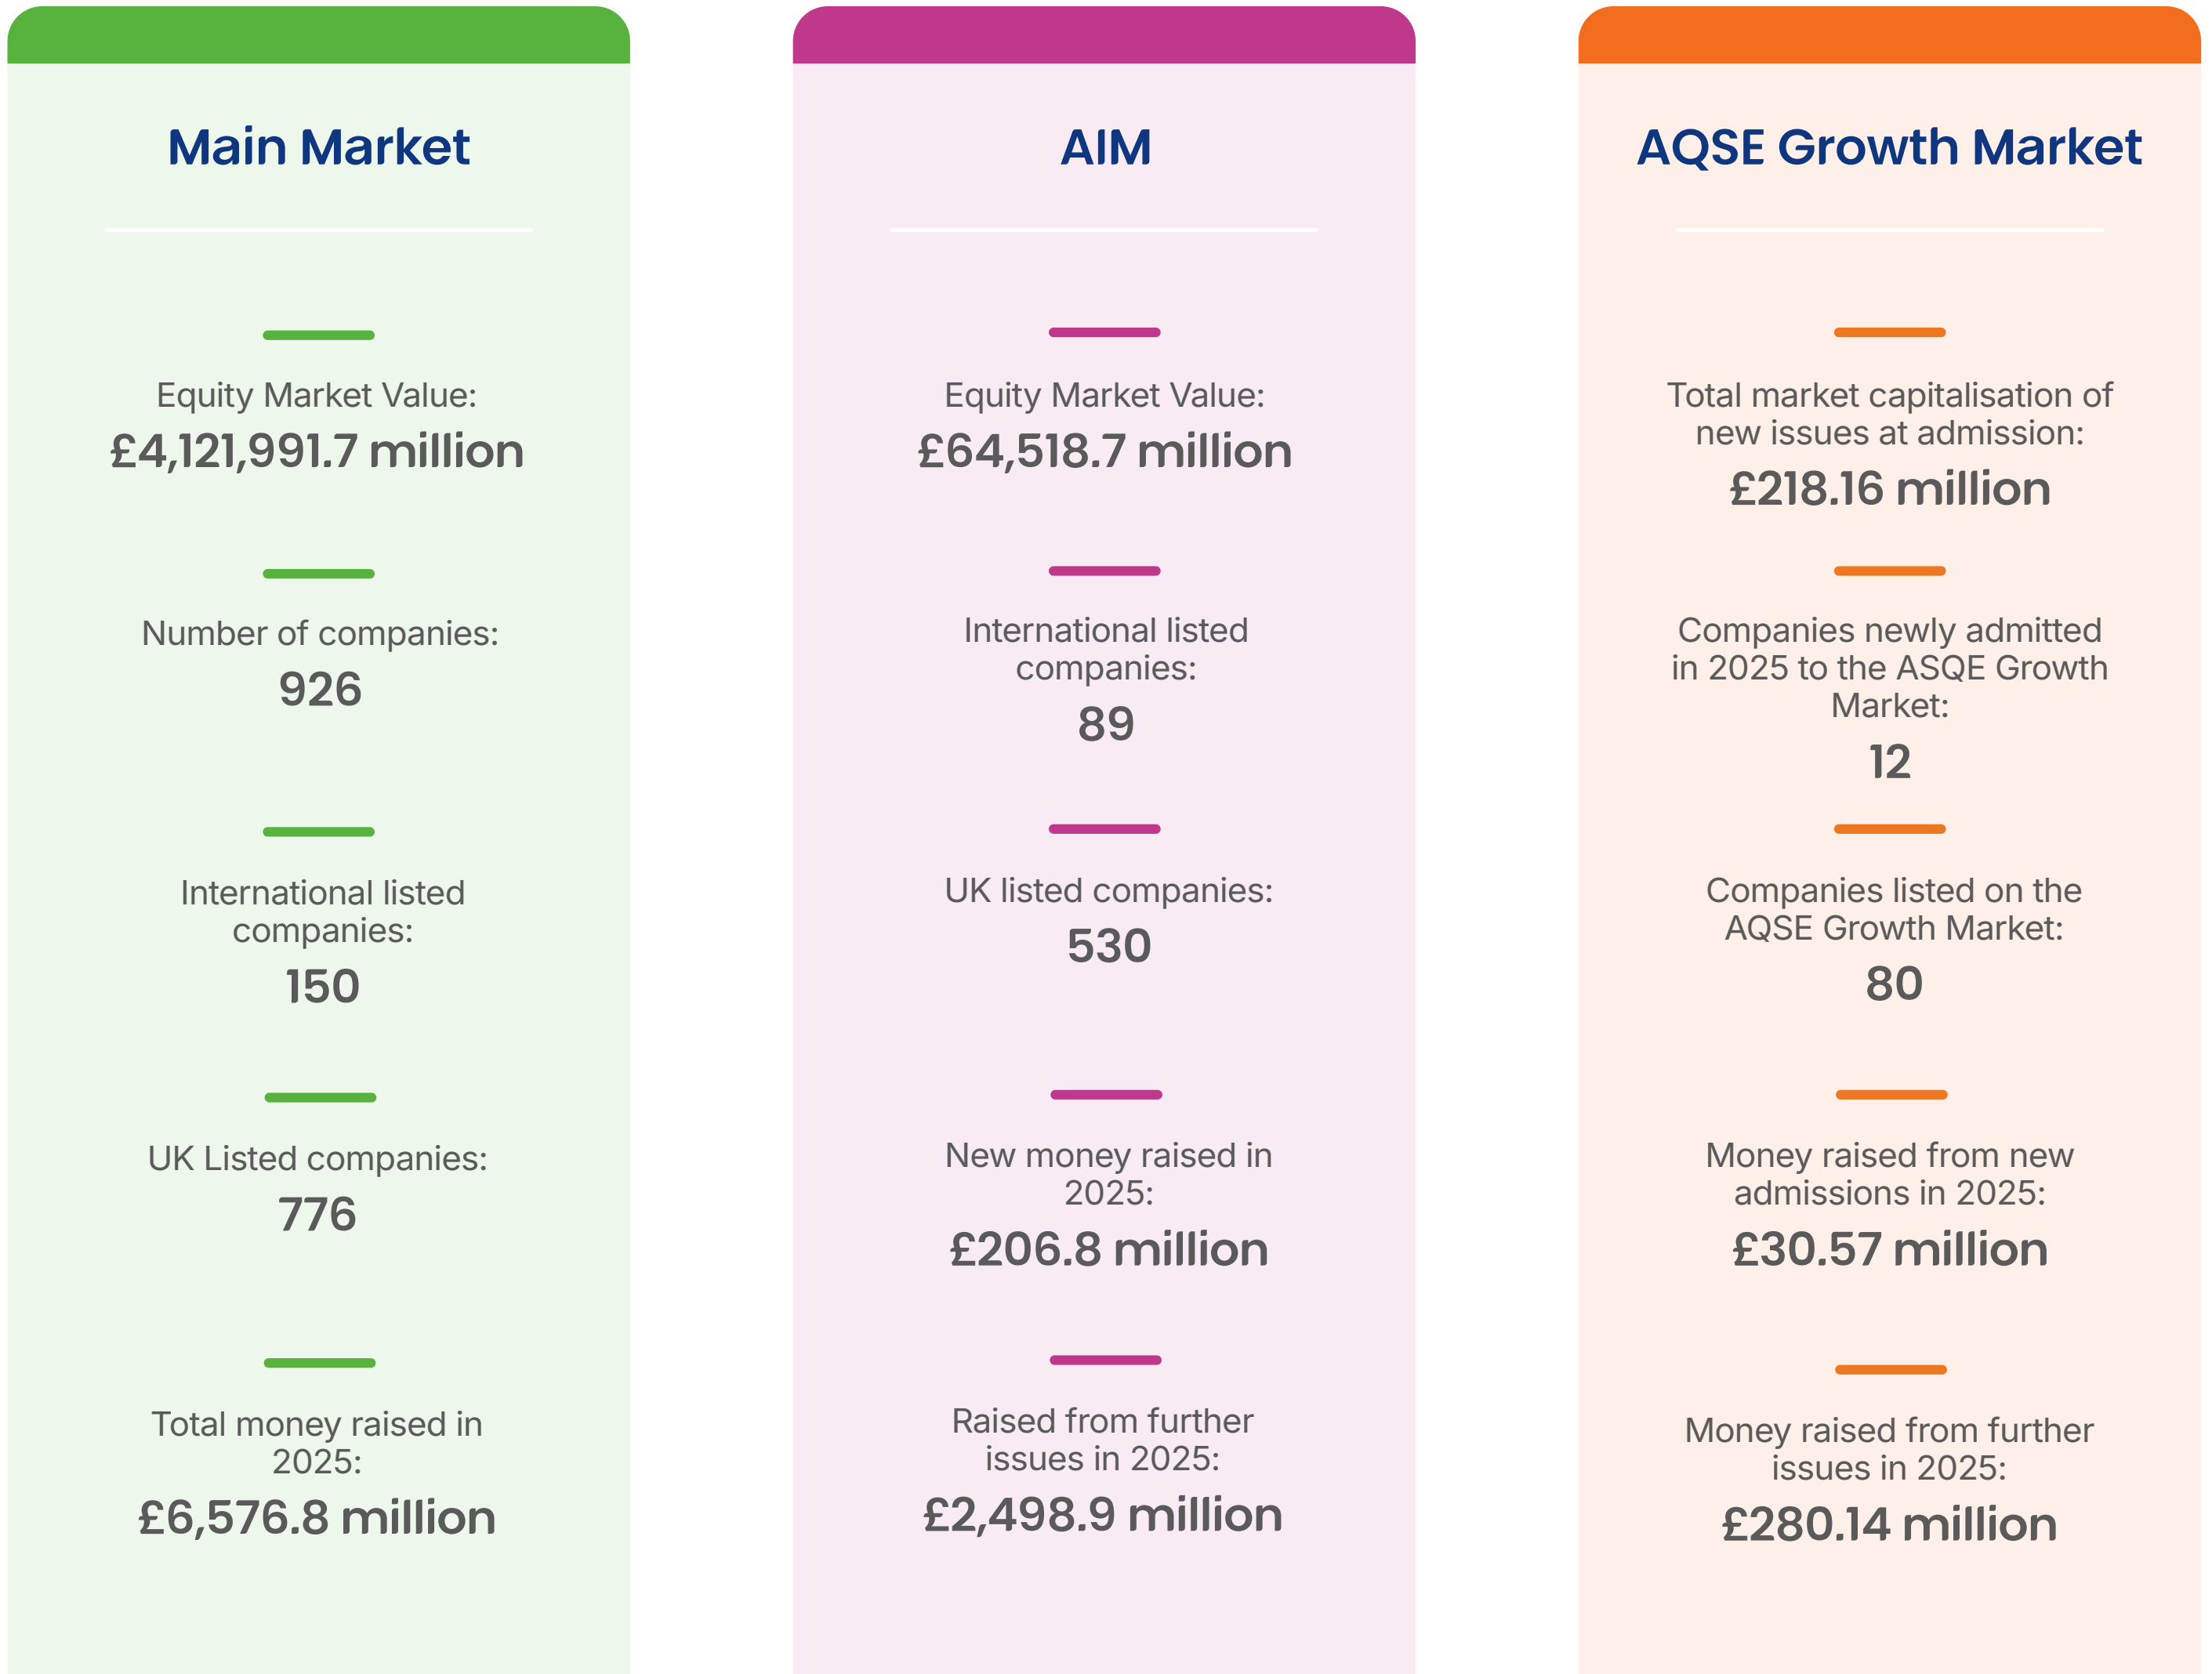 Main Market
Equity Market Value:
£4,121,991.7 million
Number of companies:
926
International listed
companies:
150
UK Listed companies:
776
Total money raised in
2025:
£6,576.8 million
AIM
Equity Market Value:
£64,518.7 million
International listed
companies:
89
UK listed companies:
530
New money raised in
2025:
£206.8 million
Raised from further
issues in 2025:
£2,498.9 million
AQSE Growth Market
Total market capitalisation of
new issues at admission:
£218.16 million
Companies newly admitted
in 2025 to the ASQE Growth
Market:
12
Companies listed on the
AQSE Growth Market:
80
Money raised from new
admissions in 2025:
£30.57 million
Money raised from further
issues in 2025:
£280.14 million